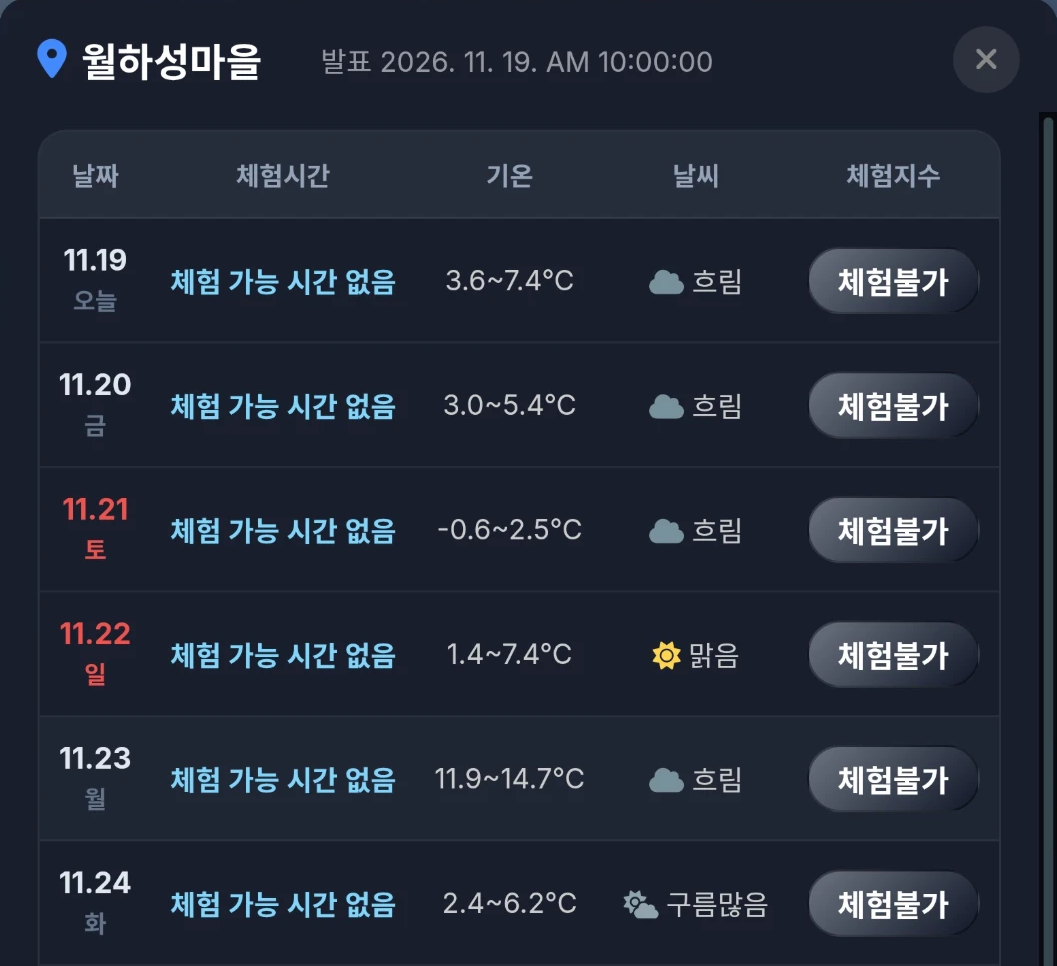 월하성마을 발표 2026. 11. 19. AM 10:00:00
날짜 체험시간 기온 날씨 체험지수
11.19
오늘
체험 가능 시간 없음 3.6~7.4°C 흐림 체험불가
11.20
금
체험 가능 시간 없음 3.0~5.4°C 흐림 체험불가
11.21
토
체험 가능 시간 없음 -0.6~2.5°C 흐림 체험불가
11.22
일
체험 가능 시간 없음 1.4~7.4°C 맑음 체험불가
11.23
월
체험 가능 시간 없음 11.9~14.7°C 흐림 체험불가
11.24
화
체험 가능 시간 없음 2.4~6.2°C 구름많음 체험불가